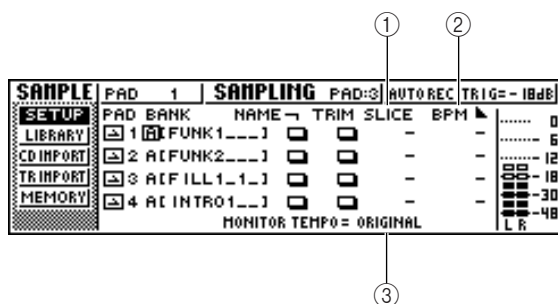 ① ②
SAMPLE PAD 1 SAMPLING PAD:3 AUTOREC TRIG=-18dB
SETUP PAD BANK NAME TRIM SLICE BPM 0
LIBRARY 1 A[FUNK1___] - - 6
CD IMPORT 2 A[FUNK2___] - - 12
TR IMPORT 3 A[FILL1_1_] - - 18
MEMORY 4 A[INTRO1__] - - 30
MONITOR TEMPO= ORIGINAL L R 48
③